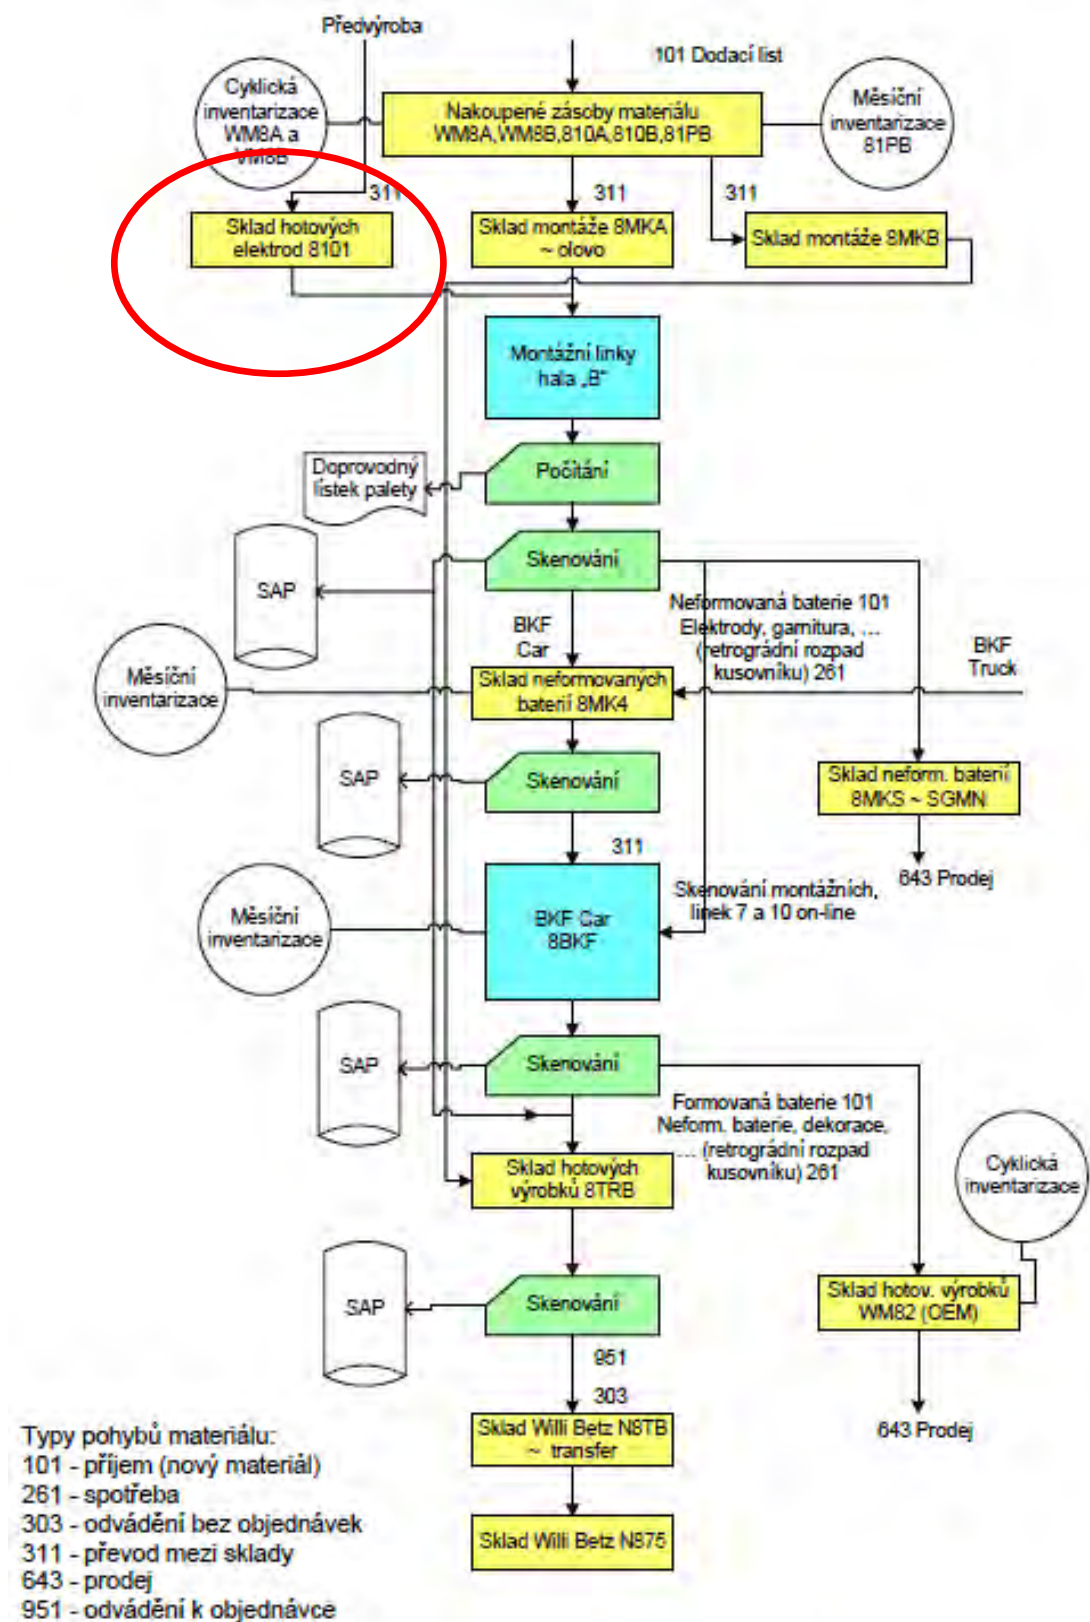 Předvýroba
101 Dodací list
Cyklická
inventarizace
WM8A a
VM8B
Nakoupené zásoby materiálu
WM8A,WM8B,810A,810B,81PB
Měsíční
inventarizace
81PB
311
311
311
Sklad hotových
elektrod 8101
Sklad montáže 8MKA
~ olovo
Sklad montáže 8MKB
Montážní linky
hala „B"
Počítání
Doprovodný
lístek palety
Skenování
SAP
Neformovaná baterie 101
Elektrody, garnitura, ...
(retrográdní rozpad
kusovníku) 261
BKF
Car
BKF
Truck
Měsíční
inventarizace
Sklad neformovaných
baterií 8MK4
Skenování
SAP
Sklad neform. baterií
8MKS ~ SGMN
311
643 Prodej
Skenování montážních,
linek 7 a 10 on-line
Měsíční
inventarizace
BKF Car
8BKF
Skenování
SAP
Formovaná baterie 101
Neform. baterie, dekorace,
... (retrográdní rozpad
kusovníku) 261
Cyklická
inventarizace
Sklad hotových
výrobků 8TRB
Skenování
SAP
Sklad hotov. výrobků
WM82 (OEM)
951
303
643 Prodej
Sklad Willi Betz N8TB
~ transfer
Sklad Willi Betz N875
Typy pohybů materiálu:
101 - příjem (nový materiál)
261 - spotřeba
303 - odvádění bez objednávek
311 - převod mezi sklady
643 - prodej
951 - odvádění k objednávce